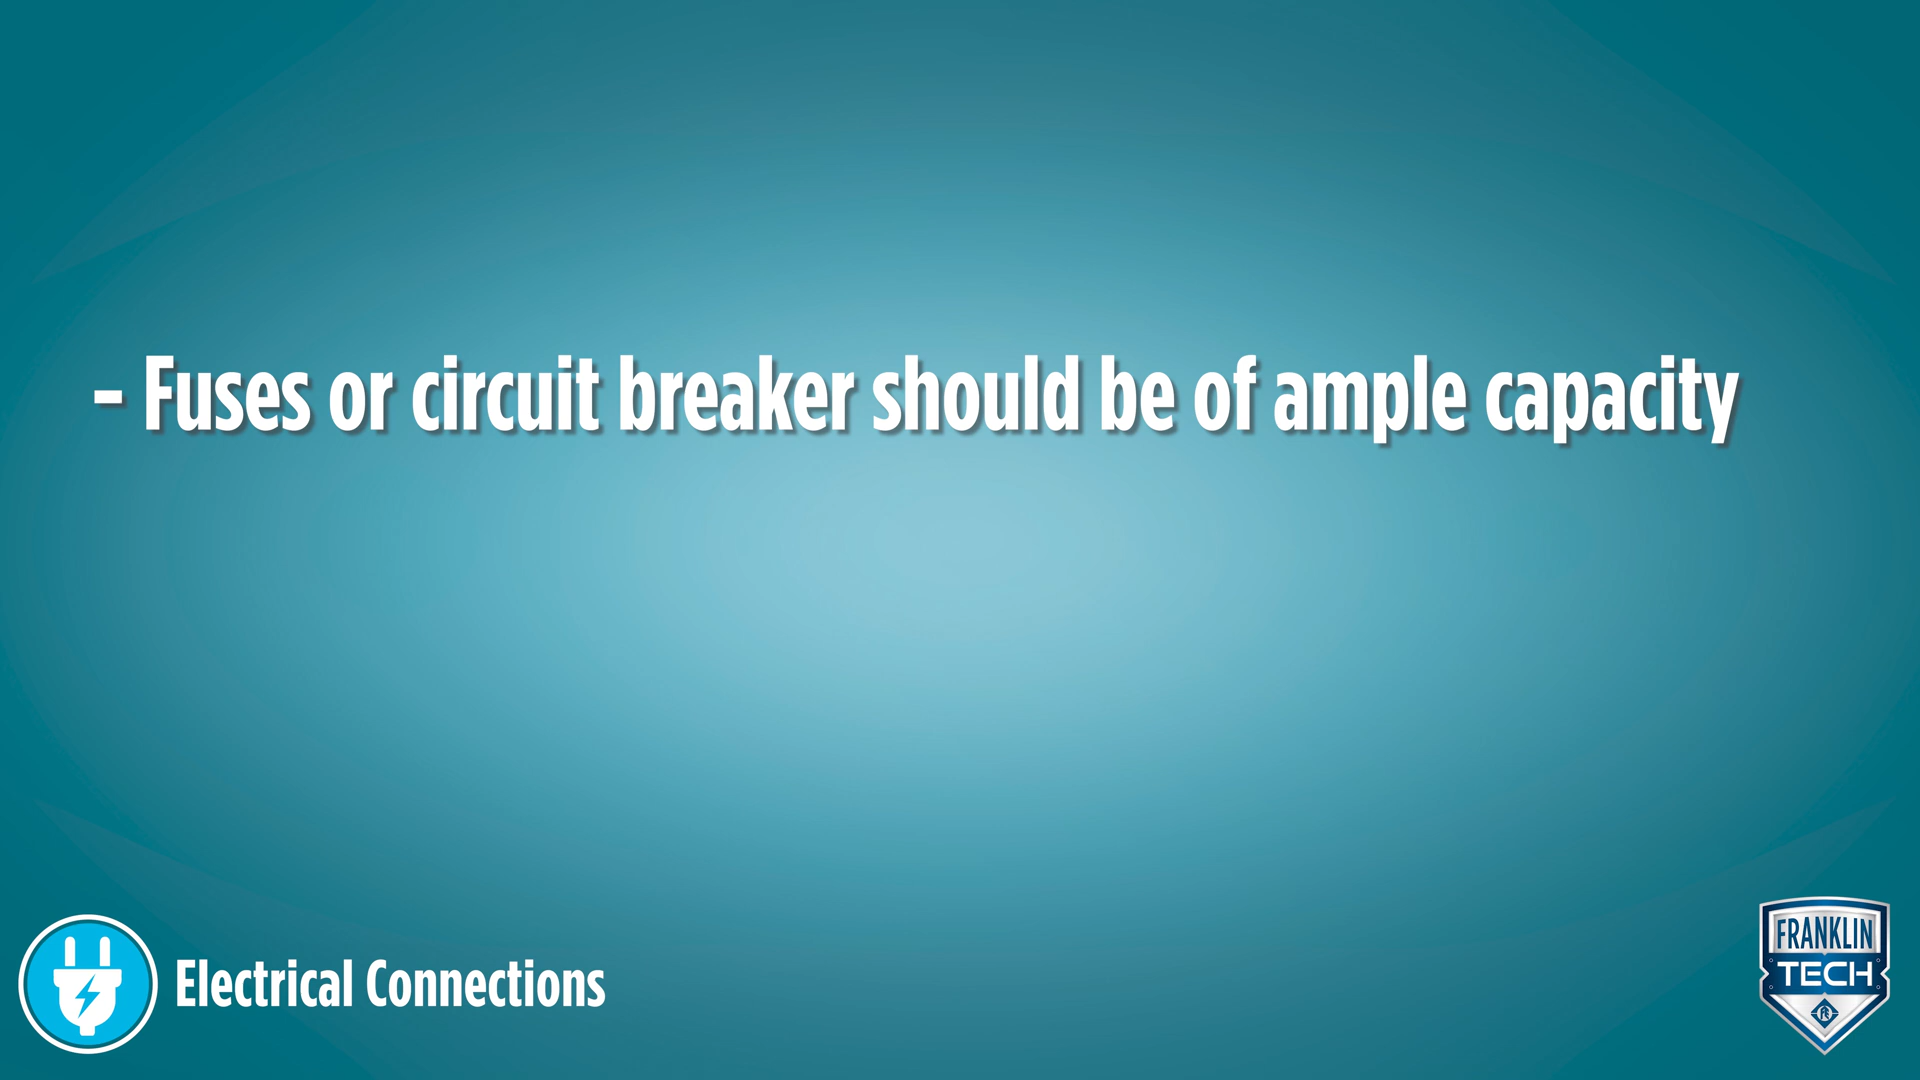 - Fuses or circuit breaker should be of ample capacity
Electrical Connections
FRANKLIN
TECH